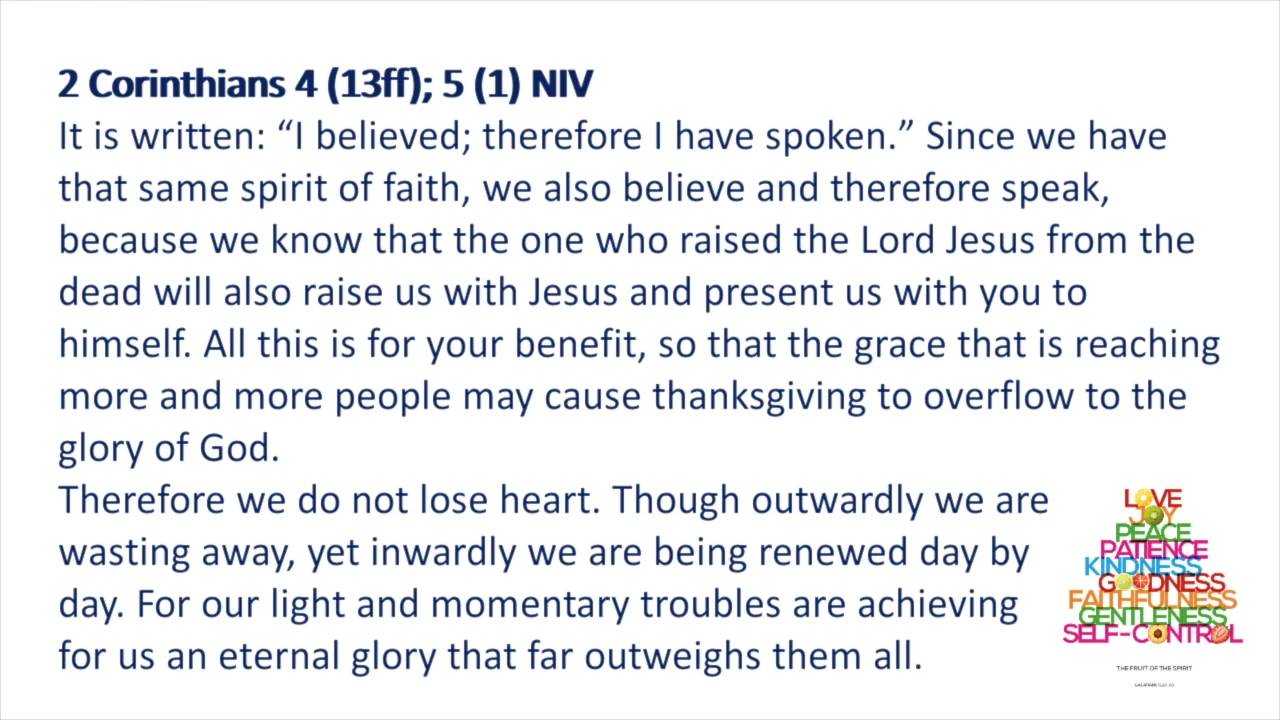 2 Corinthians 4 (13ff); 5 (1) NIV
It is written: “I believed; therefore I have spoken.” Since we have
that same spirit of faith, we also believe and therefore speak,
because we know that the one who raised the Lord Jesus from the
dead will also raise us with Jesus and present us with you to
himself. All this is for your benefit, so that the grace that is reaching
more and more people may cause thanksgiving to overflow to the
glory of God.
Therefore we do not lose heart. Though outwardly we are
wasting away, yet inwardly we are being renewed day by
day. For our light and momentary troubles are achieving
for us an eternal glory that far outweighs them all.
LOVE
JOY
PEACE
PATIENCE
KINDNESS
GOODNESS
FAITHFULNESS
GENTLENESS
SELF-CONTROL
THE FRUIT OF THE SPIRIT